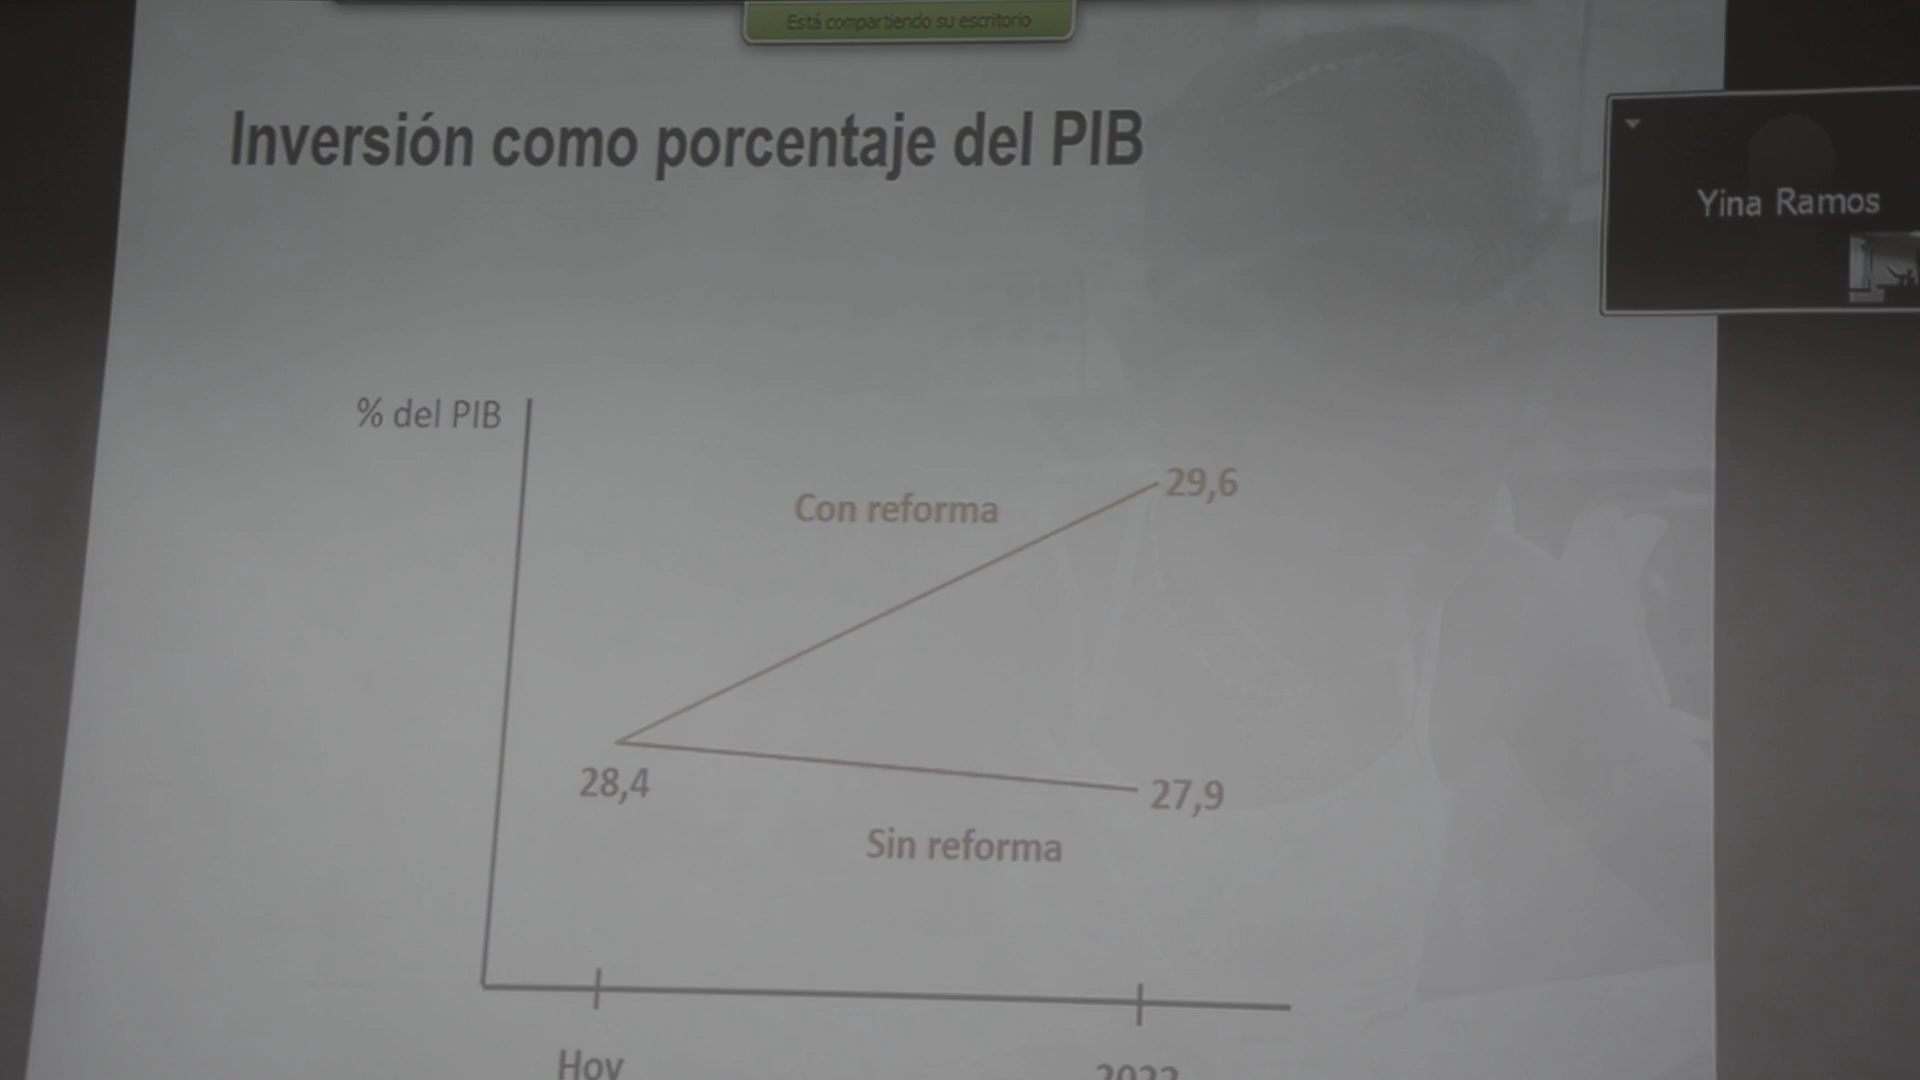 Está compartiendo su escritorio
Inversión como porcentaje del PIB
Yina Ramos
% del PIB
Con reforma
29,6
28,4
27,9
Sin reforma
Hoy
2022